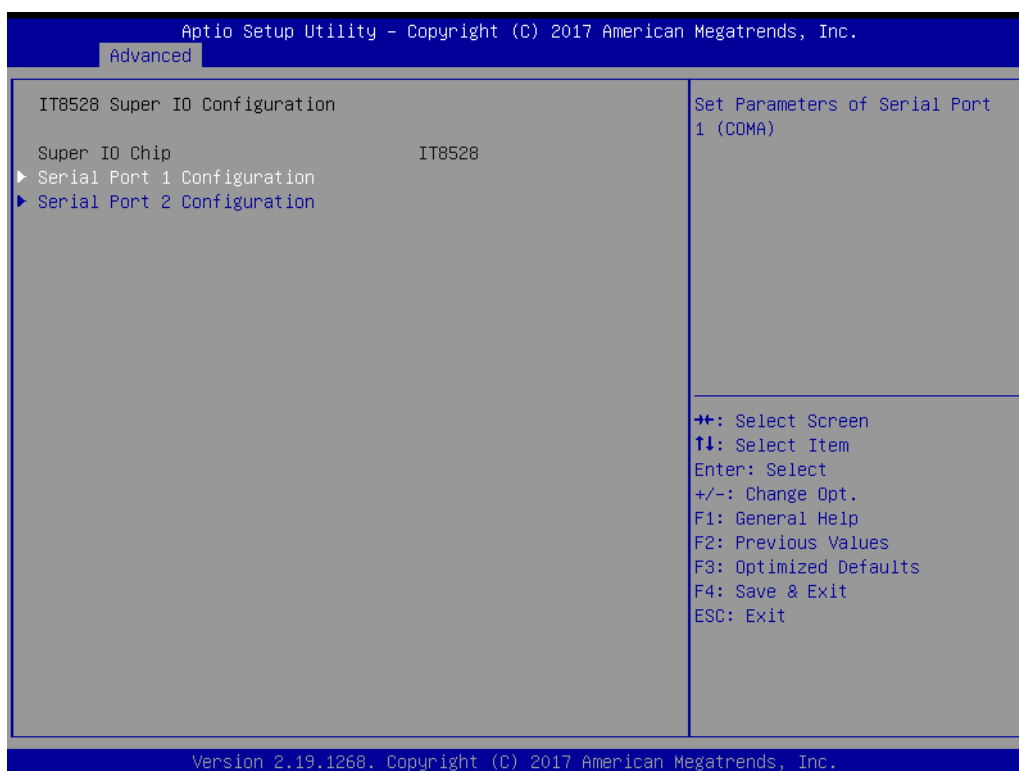 Aptio Setup Utility – Copyright (C) 2017 American Megatrends, Inc.
Advanced
IT8528 Super IO Configuration
Super IO Chip IT8528
Serial Port 1 Configuration
Serial Port 2 Configuration
Set Parameters of Serial Port
1 (COMA)
→←: Select Screen
↑↓: Select Item
Enter: Select
+/-: Change Opt.
F1: General Help
F2: Previous Values
F3: Optimized Defaults
F4: Save & Exit
ESC: Exit
Version 2.19.1268. Copyright (C) 2017 American Megatrends, Inc.